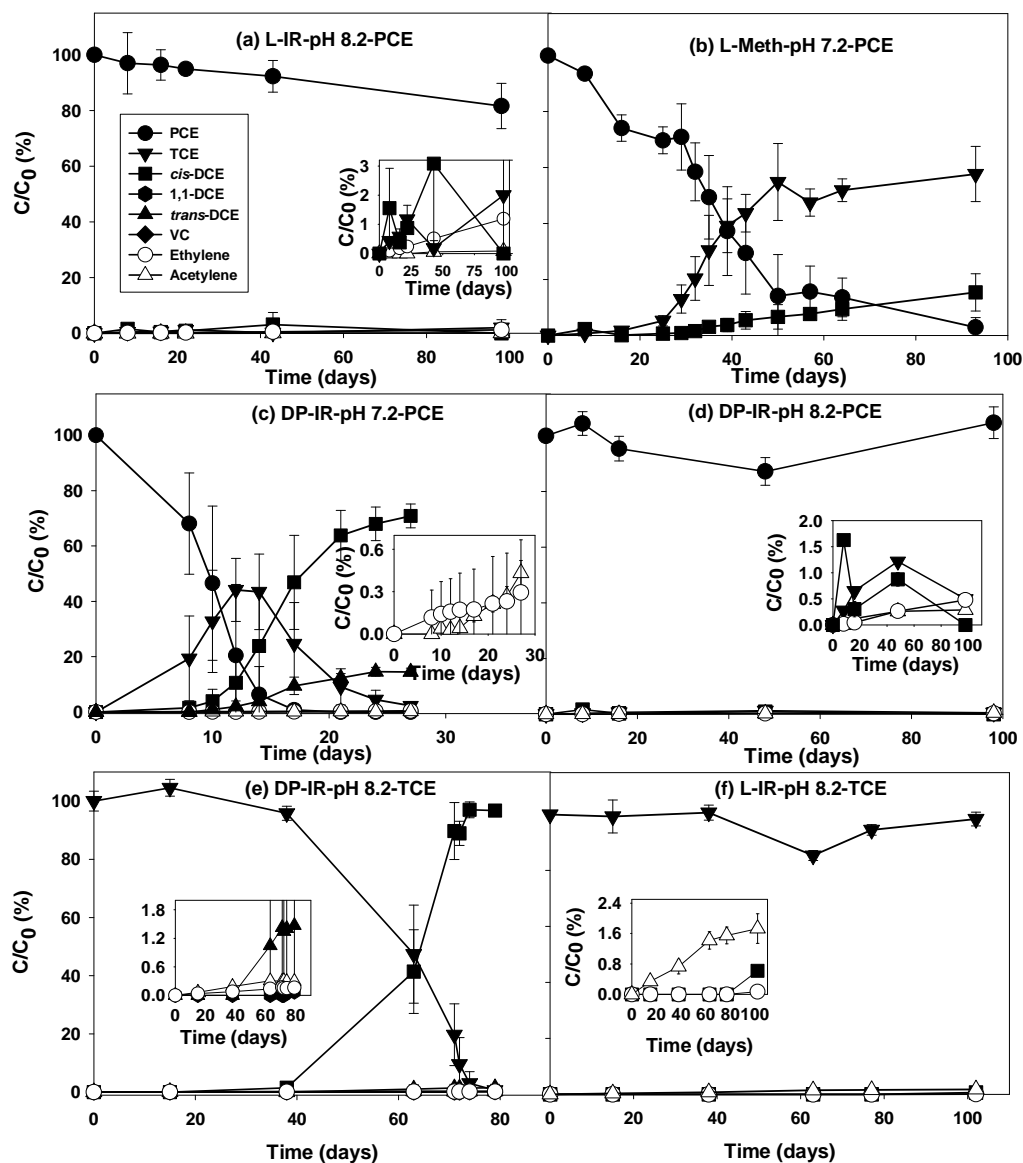 (a) L-IR-pH 8.2-PCE
100
80
60
40
20
0
C/C0 (%)
PCE
TCE
cis-DCE
1,1-DCE
trans-DCE
VC
Ethylene
Acetylene
3
2
1
0
C/C0 (%)
0 25 50 75 100
Time (days)
0 20 40 60 80 100
Time (days)
(b) L-Meth-pH 7.2-PCE
0 20 40 60 80 100
Time (days)
(c) DP-IR-pH 7.2-PCE
100
80
60
40
20
0
C/C0 (%)
0.6
0.3
0.0
C/C0 (%)
0 10 20 30
Time (days)
0 10 20 30
Time (days)
(d) DP-IR-pH 8.2-PCE
2.0
1.5
1.0
0.5
0.0
C/C0 (%)
0 20 40 60 80 100
Time (days)
0 20 40 60 80 100
Time (days)
(e) DP-IR-pH 8.2-TCE
100
80
60
40
20
0
C/C0 (%)
1.8
1.2
0.6
0.0
0 20 40 60 80
Time (days)
0 20 40 60 80
Time (days)
(f) L-IR-pH 8.2-TCE
2.4
1.6
0.8
0.0
C/C0 (%)
0 20 40 60 80 100
Time (days)
0 20 40 60 80 100
Time (days)